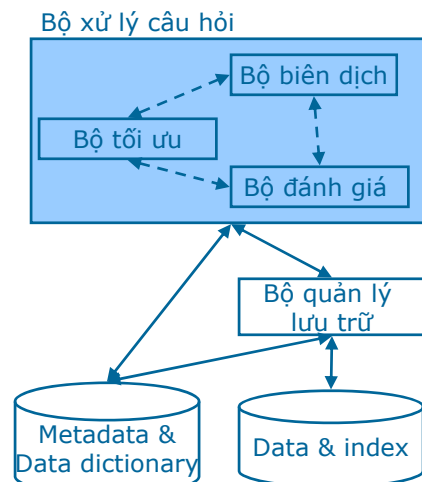 Bộ xử lý câu hỏi
Bộ biên dịch
Bộ tối ưu
Bộ đánh giá
Bộ quản lý
lưu trữ
Metadata &
Data dictionary
Data & index